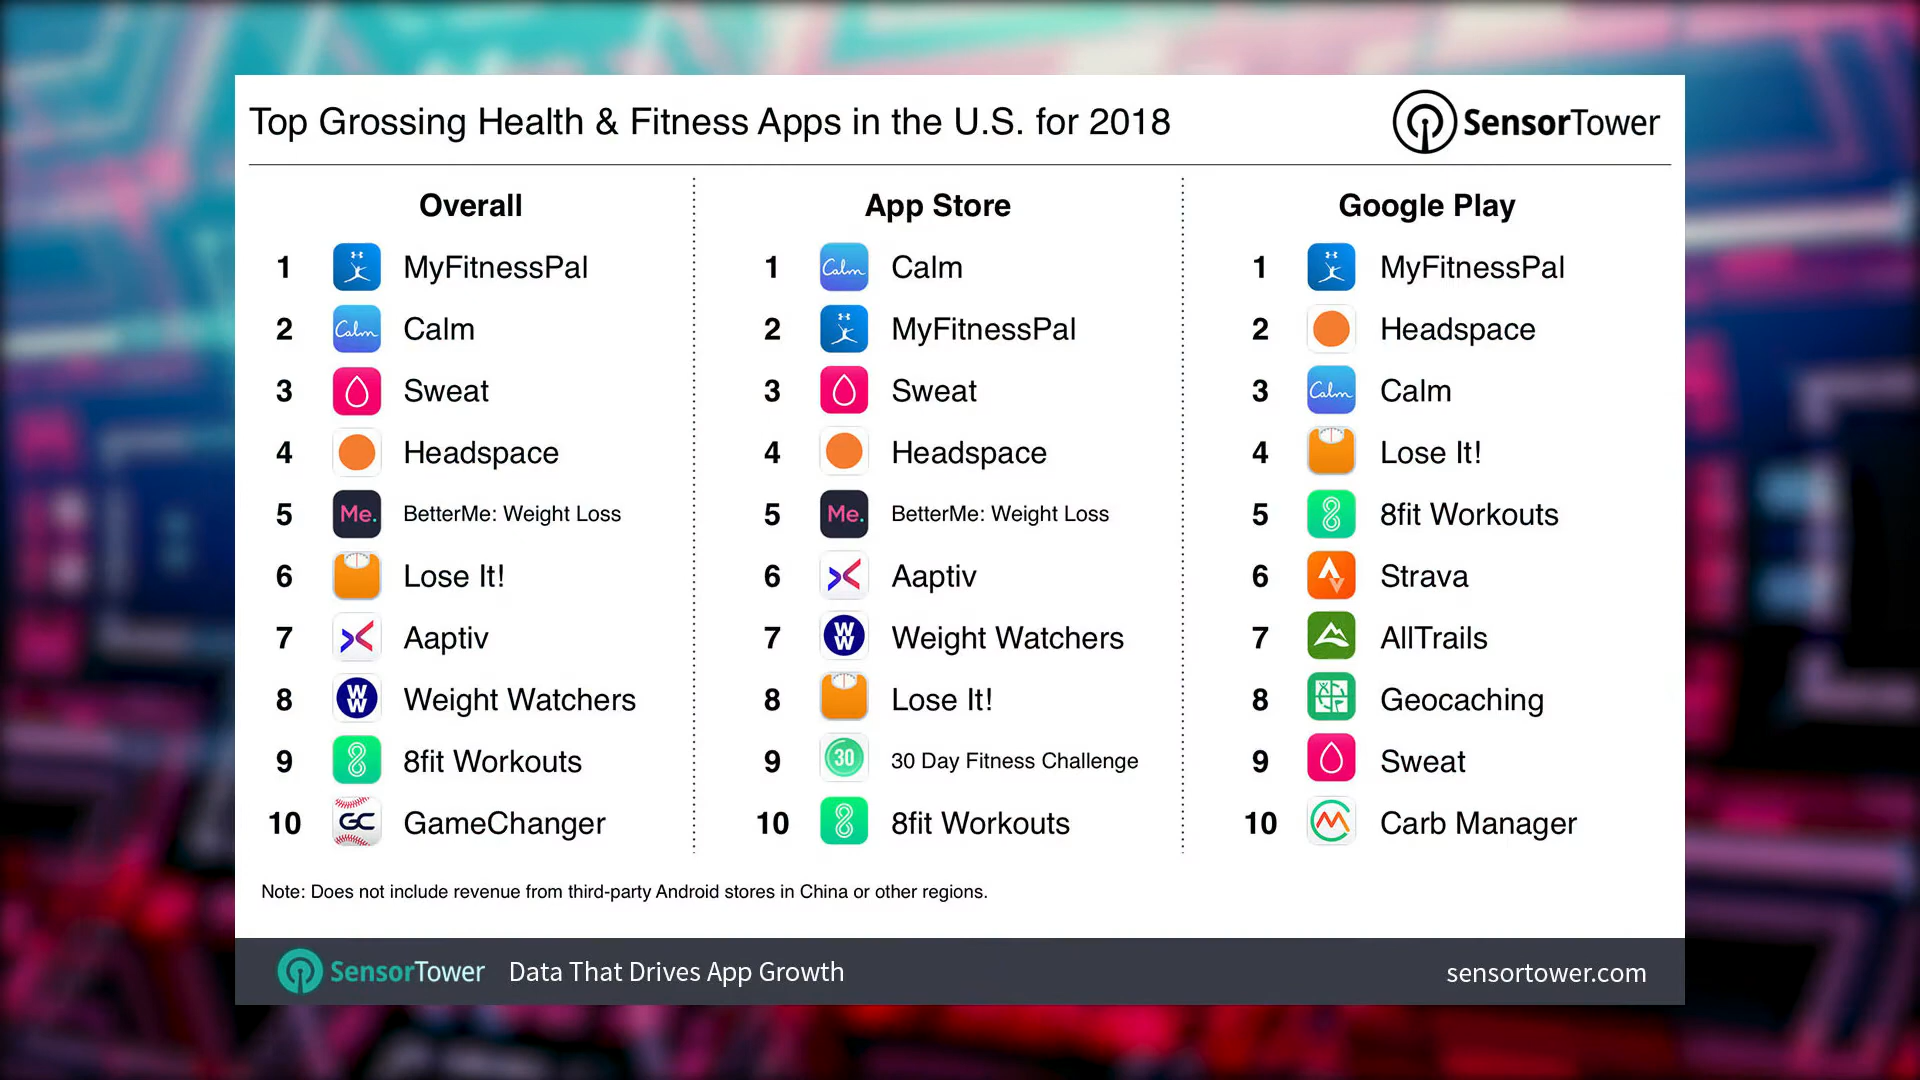 Top Grossing Health & Fitness Apps in the U.S. for 2018
SensorTower
Overall
1 MyFitnessPal
2 Calm Calm
3 Sweat
4 Headspace
5 Me. BetterMe: Weight Loss
6 Lose It!
7 Aaptiv
8 WW Weight Watchers
9 8fit Workouts
10 GC GameChanger
App Store
1 Calm Calm
2 MyFitnessPal
3 Sweat
4 Headspace
5 Me. BetterMe: Weight Loss
6 Aaptiv
7 WW Weight Watchers
8 Lose It!
9 30 30 Day Fitness Challenge
10 8fit Workouts
Google Play
1 MyFitnessPal
2 Headspace
3 Calm Calm
4 Lose It!
5 8fit Workouts
6 Strava
7 AllTrails
8 Geocaching
9 Sweat
10 Carb Manager
Note: Does not include revenue from third-party Android stores in China or other regions.
SensorTower Data That Drives App Growth
sensortower.com